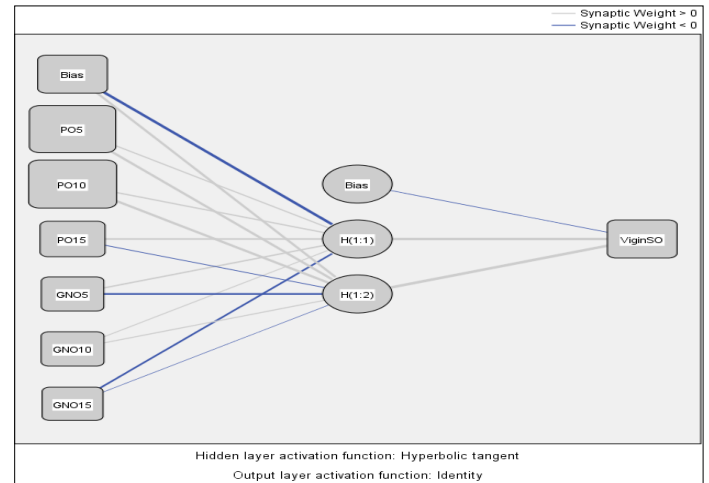 Synaptic Weight > 0
Synaptic Weight < 0
Bias
PO5
PO10
Bias
PO15
H(1:1)
ViginSO
GNO5
H(1:2)
GNO10
GNO15
Hidden layer activation function: Hyperbolic tangent
Output layer activation function: Identity